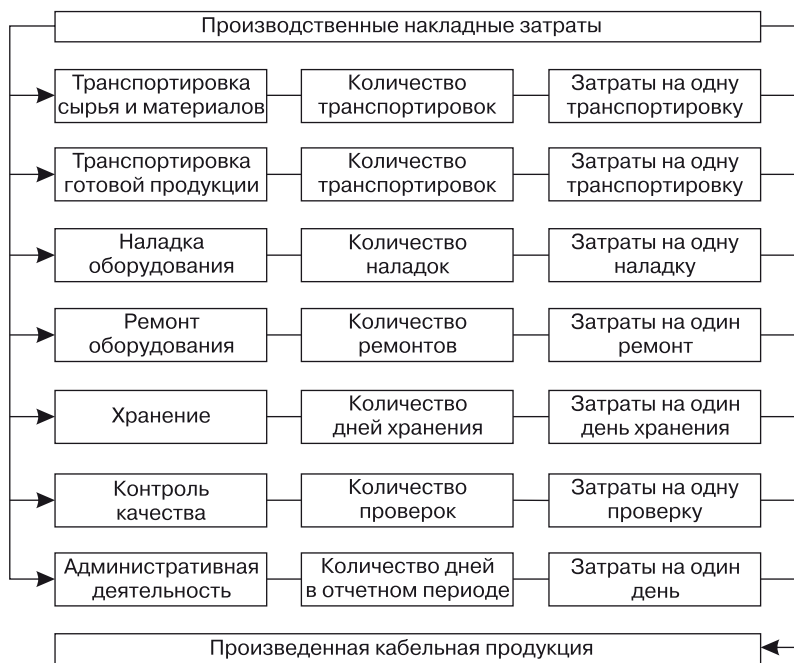 Производственные накладные затраты
Транспортировка
сырья и материалов
Количество
транспортировок
Затраты на одну
транспортировку
Транспортировка
готовой продукции
Количество
транспортировок
Затраты на одну
транспортировку
Наладка
оборудования
Количество
наладок
Затраты на одну
наладку
Ремонт
оборудования
Количество
ремонтов
Затраты на один
ремонт
Хранение
Количество
дней хранения
Затраты на один
день хранения
Контроль
качества
Количество
проверок
Затраты на одну
проверку
Административная
деятельность
Количество дней
в отчетном периоде
Затраты на один
день
Произведенная кабельная продукция